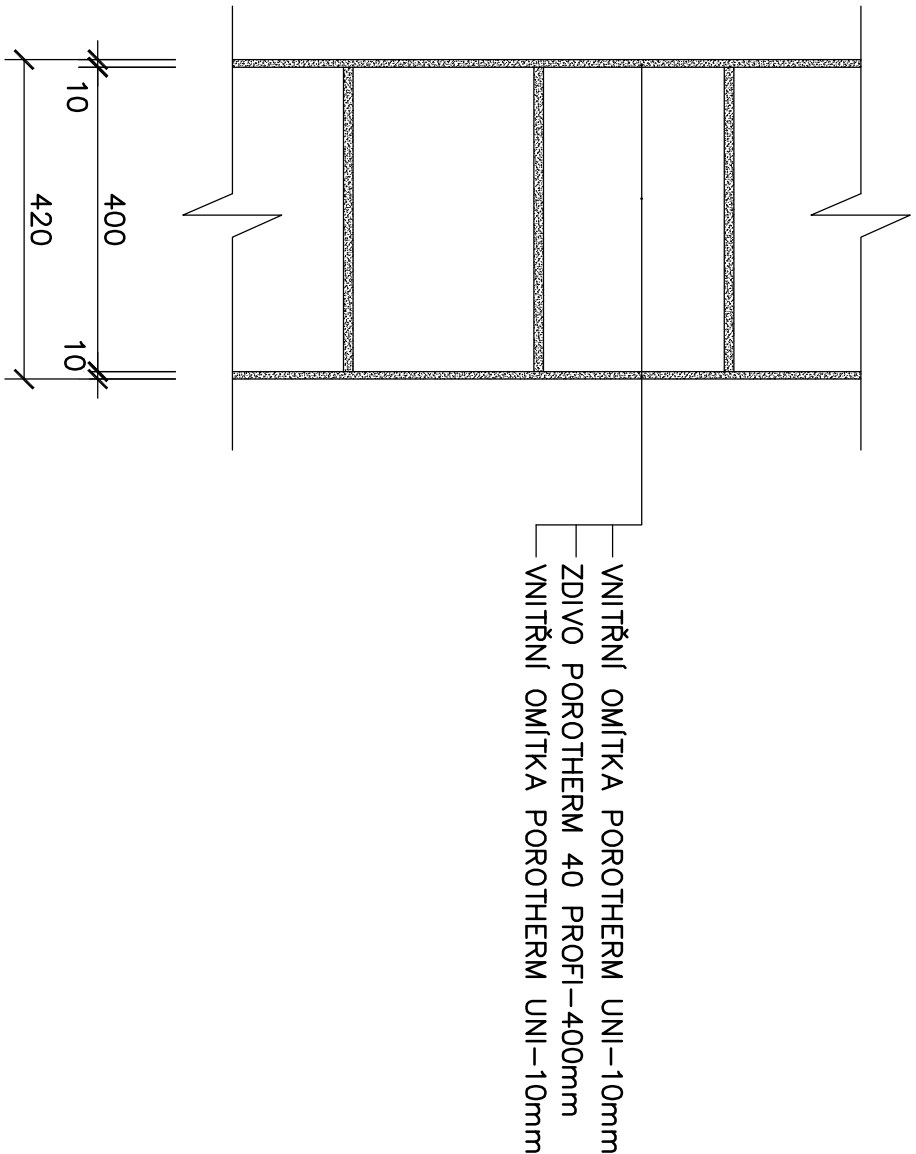 VNITŘNÍ OMÍTKA POROTHERM UNI-10mm
ZDIVO POROTHERM 40 PROFI-400mm
VNITŘNÍ OMÍTKA POROTHERM UNI-10mm
10
400
10
420